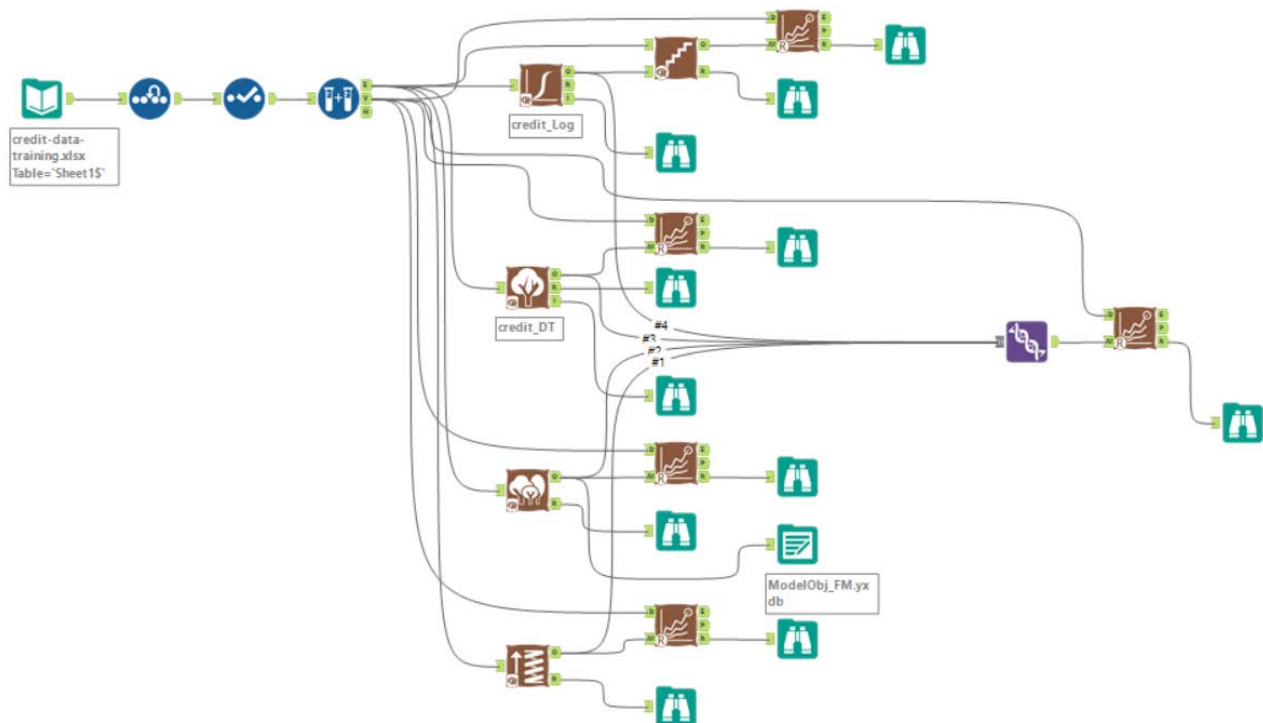 credit-data-
training.xlsx
Table=`Sheet1$`
credit_Log
credit_DT
#4
#3
#2
#1
ModelObj_FM.yx
db